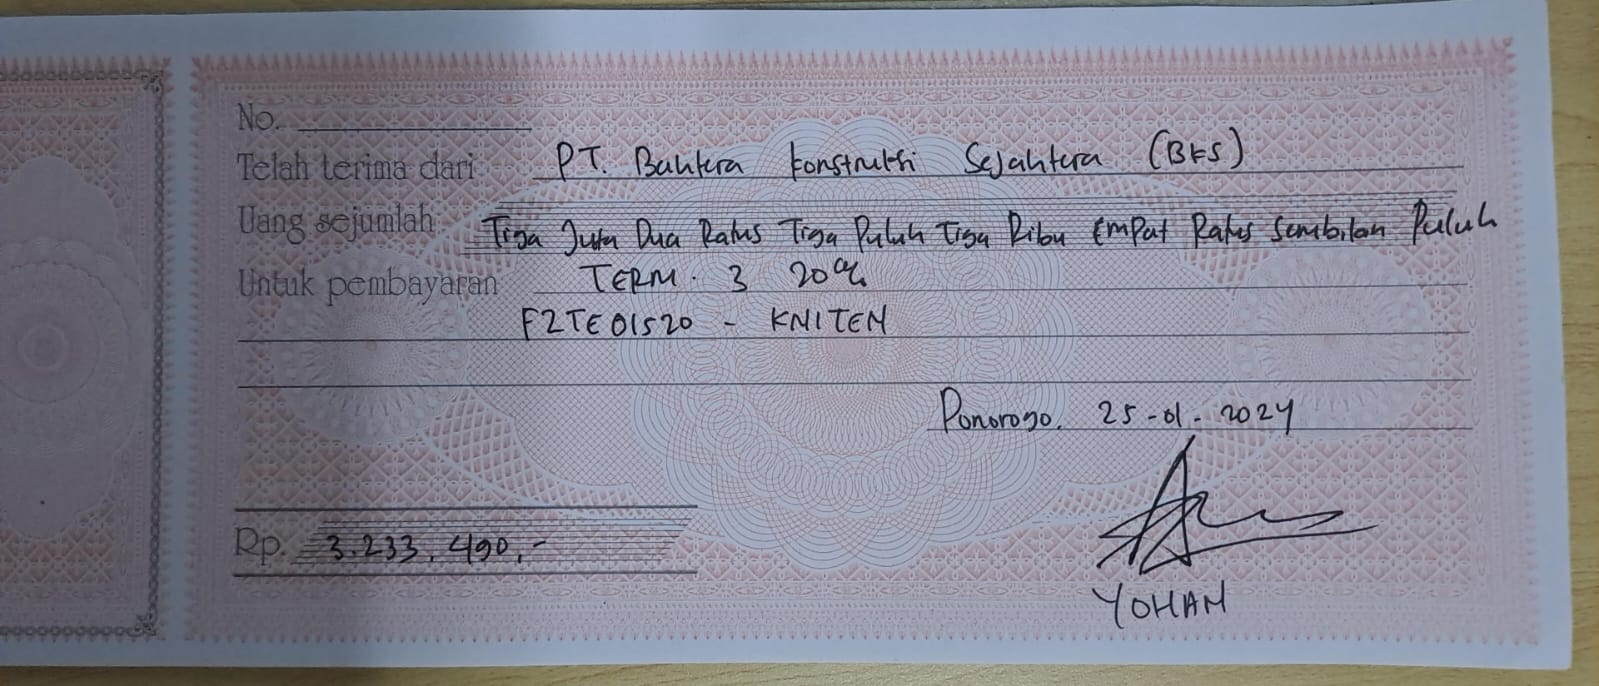 No.
Telah terima dari PT. Bahtera Konstruksi Sejahtera (BKS)
Uang sejumlah Tiga Juta Dua Ratus Tiga Puluh Tiga Ribu Empat Ratus Sembilan Puluh
Untuk pembayaran TERM. 3 20%
F2TE01520 - KNITEN
Ponorogo, 25-01-2024
Rp. 3.233.490,-
YOHAN